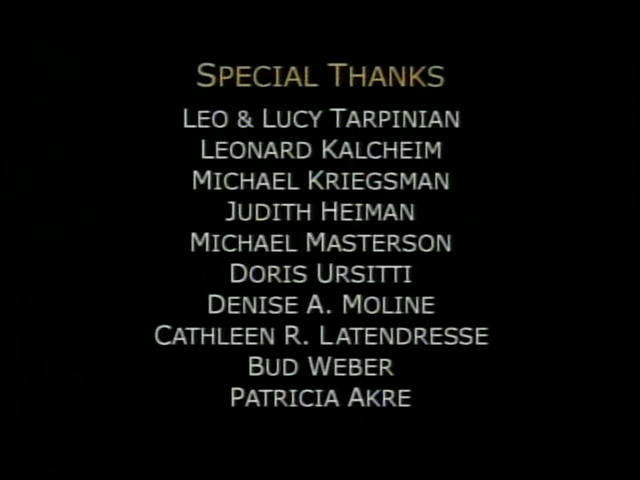 SPECIAL THANKS
LEO & LUCY TARPINIAN
LEONARD KALCHEIM
MICHAEL KRIEGSMAN
JUDITH HEIMAN
MICHAEL MASTERSON
DORIS URSITTI
DENISE A. MOLINE
CATHLEEN R. LATENDRESSE
BUD WEBER
PATRICIA AKRE